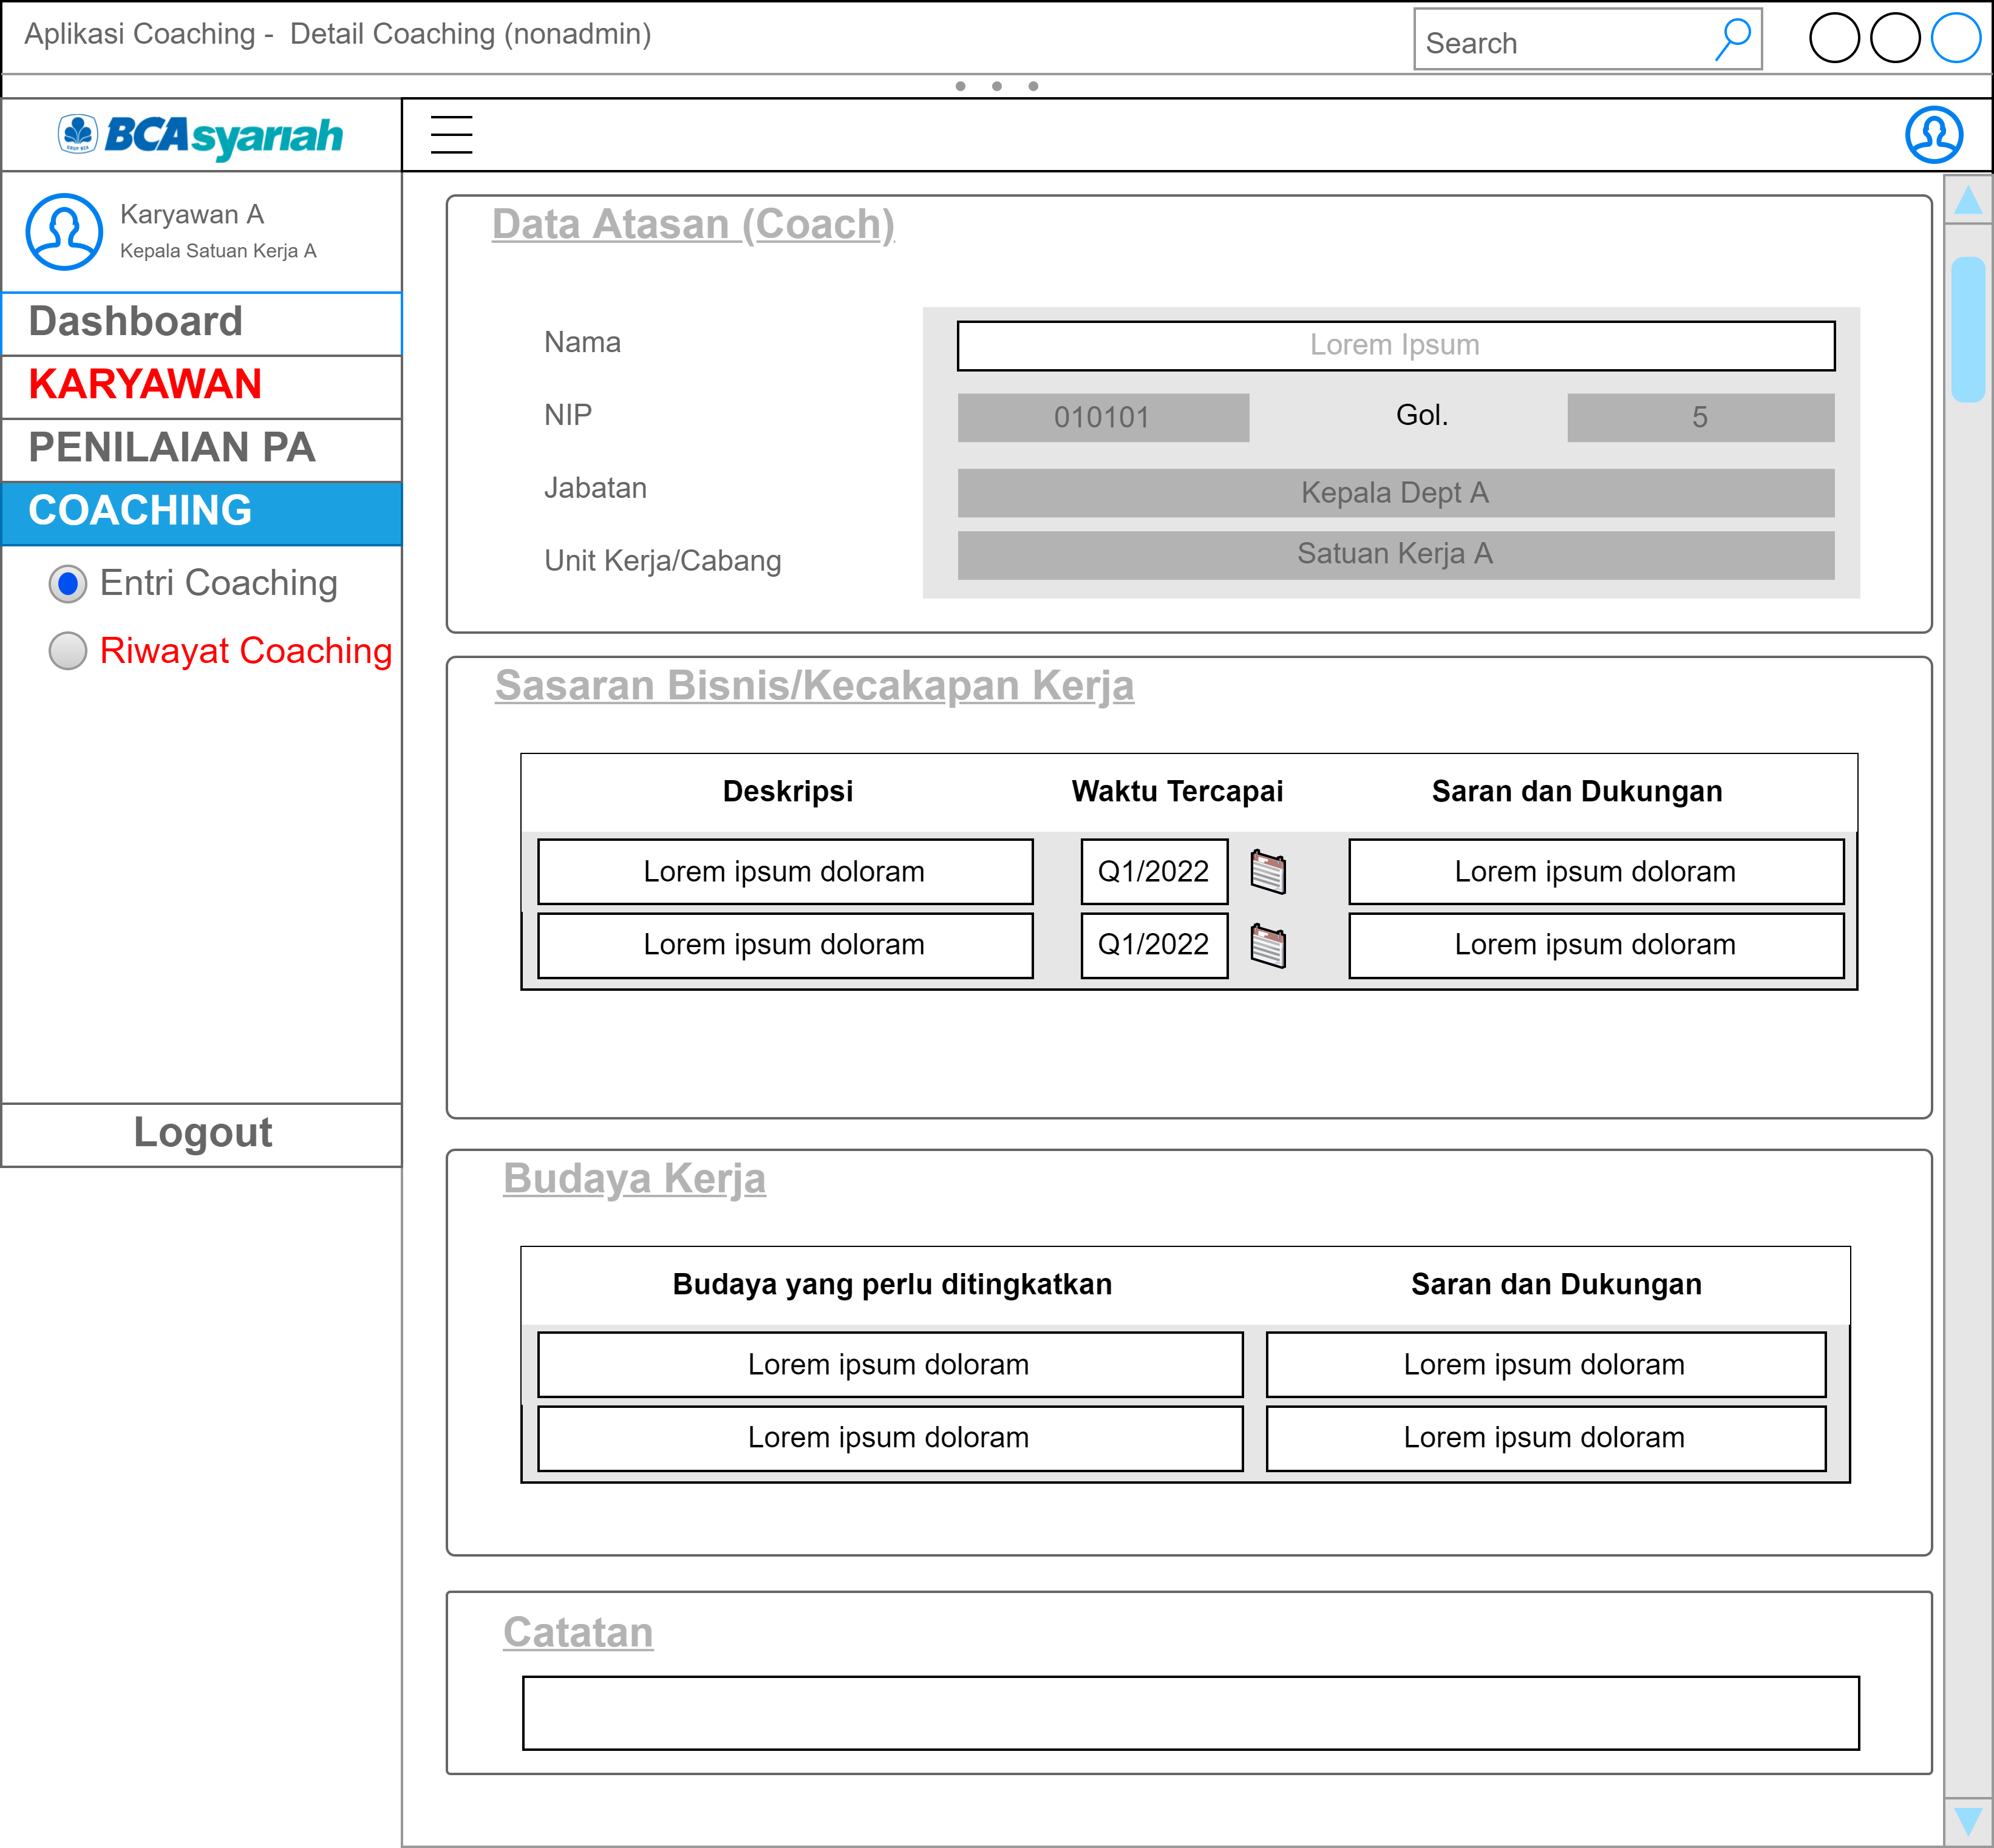 Aplikasi Coaching -  Detail Coaching (nonadmin)
Search
BCAsyariah
Karyawan A
Kepala Satuan Kerja A
Dashboard
KARYAWAN
PENILAIAN PA
COACHING
Entri Coaching
Riwayat Coaching
Logout
Data Atasan (Coach)
Nama
Lorem Ipsum
NIP
010101
Gol.
5
Jabatan
Kepala Dept A
Unit Kerja/Cabang
Satuan Kerja A
Sasaran Bisnis/Kecakapan Kerja
Deskripsi Waktu Tercapai Saran dan Dukungan
Lorem ipsum doloram Q1/2022 Lorem ipsum doloram
Lorem ipsum doloram Q1/2022 Lorem ipsum doloram
Budaya Kerja
Budaya yang perlu ditingkatkan Saran dan Dukungan
Lorem ipsum doloram Lorem ipsum doloram
Lorem ipsum doloram Lorem ipsum doloram
Catatan